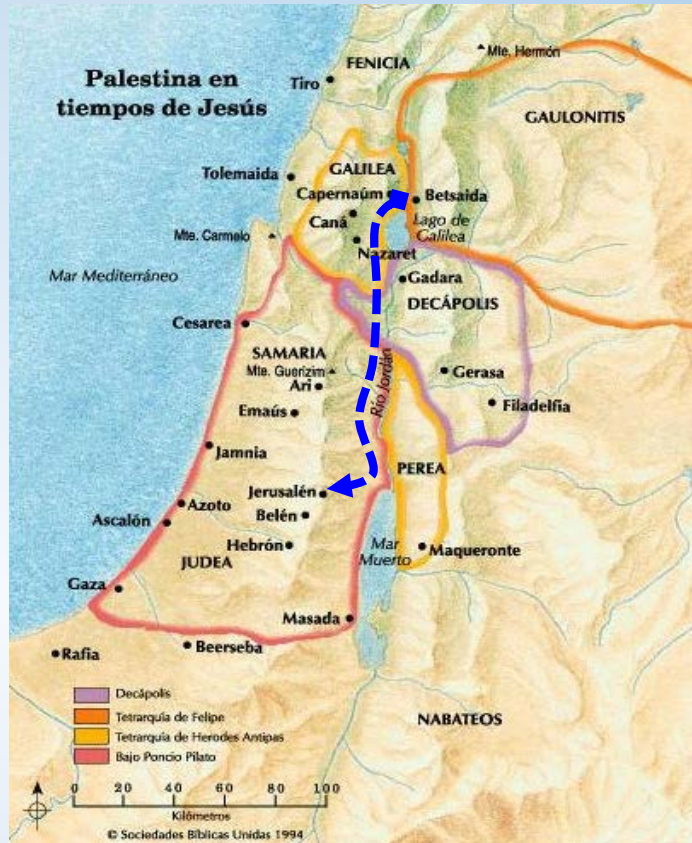 Palestina en
tiempos de Jesús
FENICIA
Mte. Hermón
Tiro
GAULONITIS
Tolemaida
GALILEA
Capernaúm
Betsaida
Caná
Lago de
Galilea
Mte. Carmelo
Nazaret
Mar Mediterráneo
Gadara
DECÁPOLIS
Cesarea
SAMARIA
Mte. Guerizim
Ari
Río Jordán
Gerasa
Filadelfia
Emaús
Jamnia
PEREA
Jerusalén
Azoto
Belén
Ascalón
Hebrón
JUDEA
Mar
Muerto
Maqueronte
Gaza
Masada
Rafia
Beerseba
Decápolis
Tetrarquía de Felipe
Tetrarquía de Herodes Antipas
Bajo Poncio Pilato
NABATEOS
0 20 40 60 80 100
Kilómetros
© Sociedades Bíblicas Unidas 1994